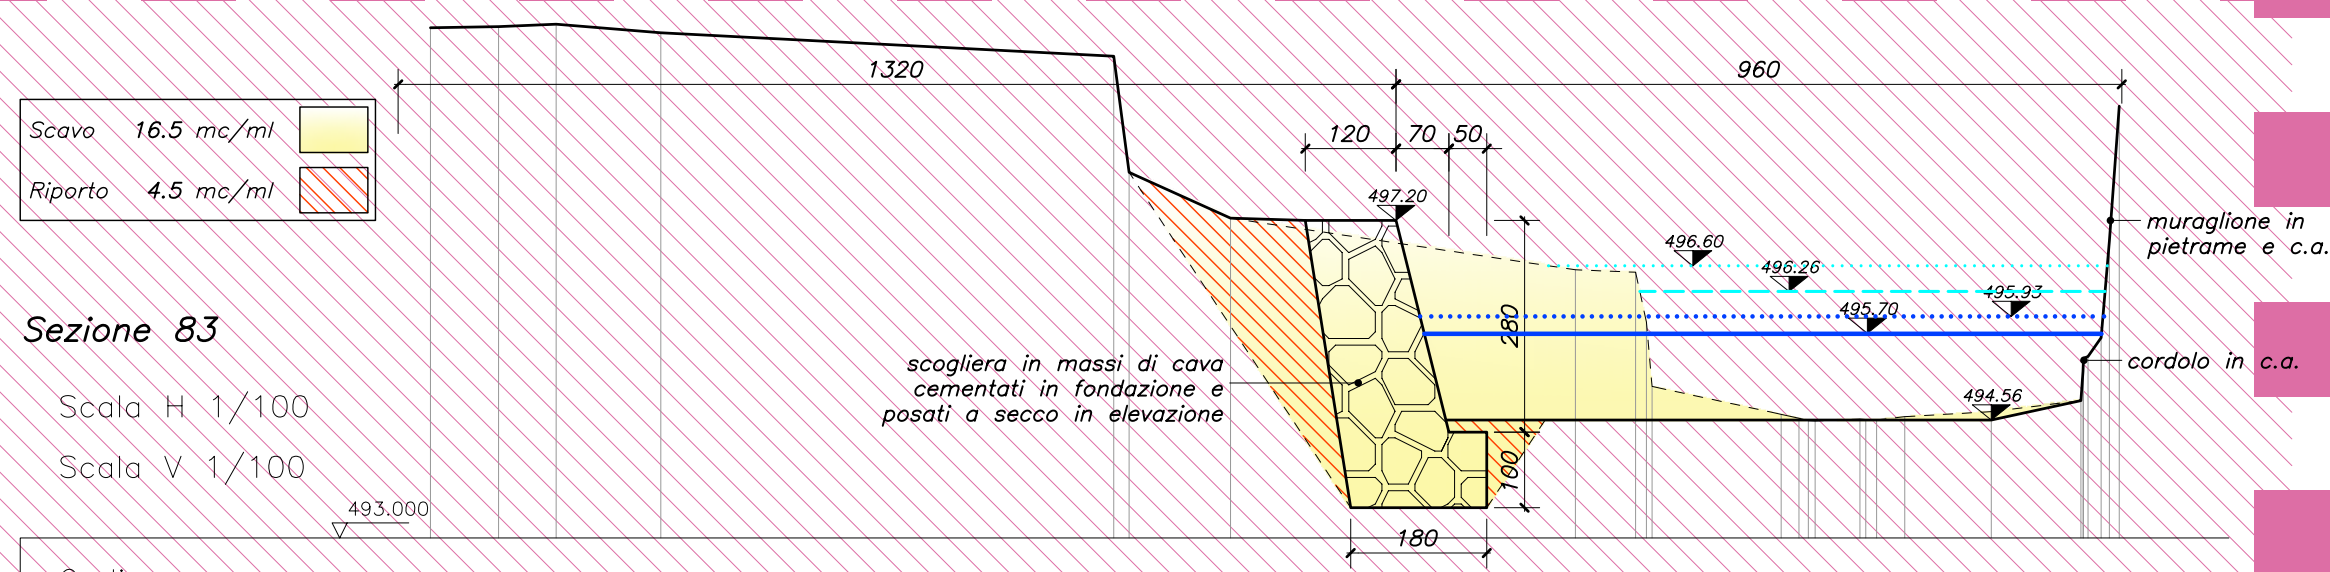 1320
960
Scavo 16.5 mc/ml
Riporto 4.5 mc/ml
120
70
50
497.20
496.60
496.26
495.93
495.70
494.56
muraglione in
pietrame e c.a.
280
Sezione 83
scogliera in massi di cava
cementati in fondazione e
posati a secco in elevazione
cordolo in c.a.
Scala H 1/100
Scala V 1/100
100
493.000
180